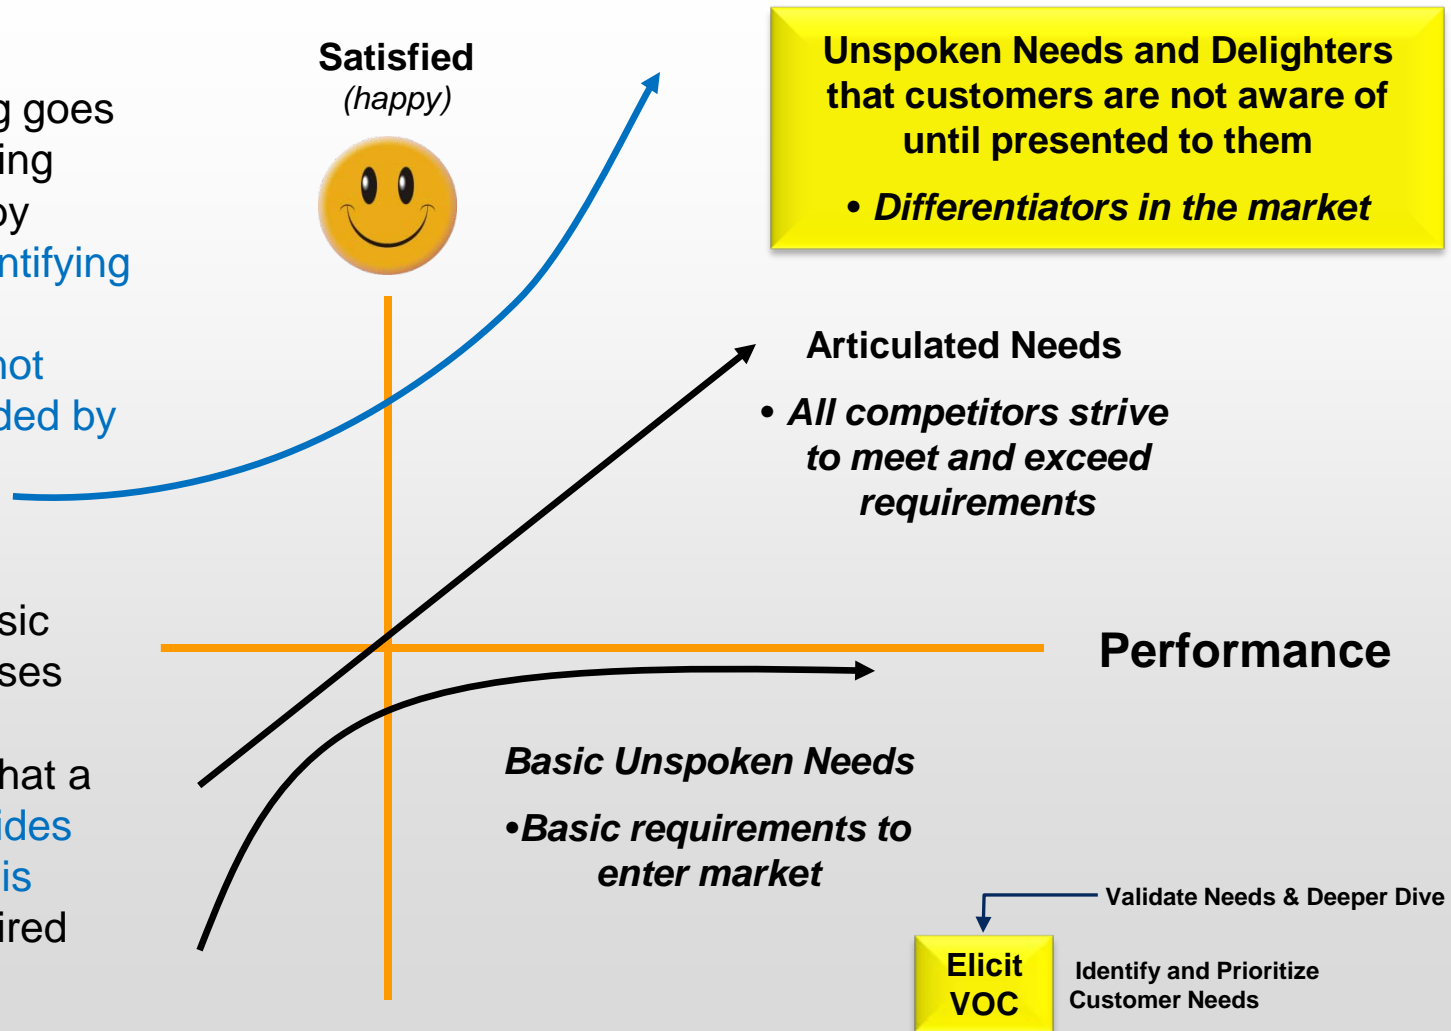 Satisfied
(happy)
g goes
ing
by
ntifying
not
ded by
sic
ses
hat a
ides
is
ired
Unspoken Needs and Delighters
that customers are not aware of
until presented to them
• Differentiators in the market
Articulated Needs
• All competitors strive
to meet and exceed
requirements
Performance
Basic Unspoken Needs
•Basic requirements to
enter market
Validate Needs & Deeper Dive
Elicit
VOC
Identify and Prioritize
Customer Needs